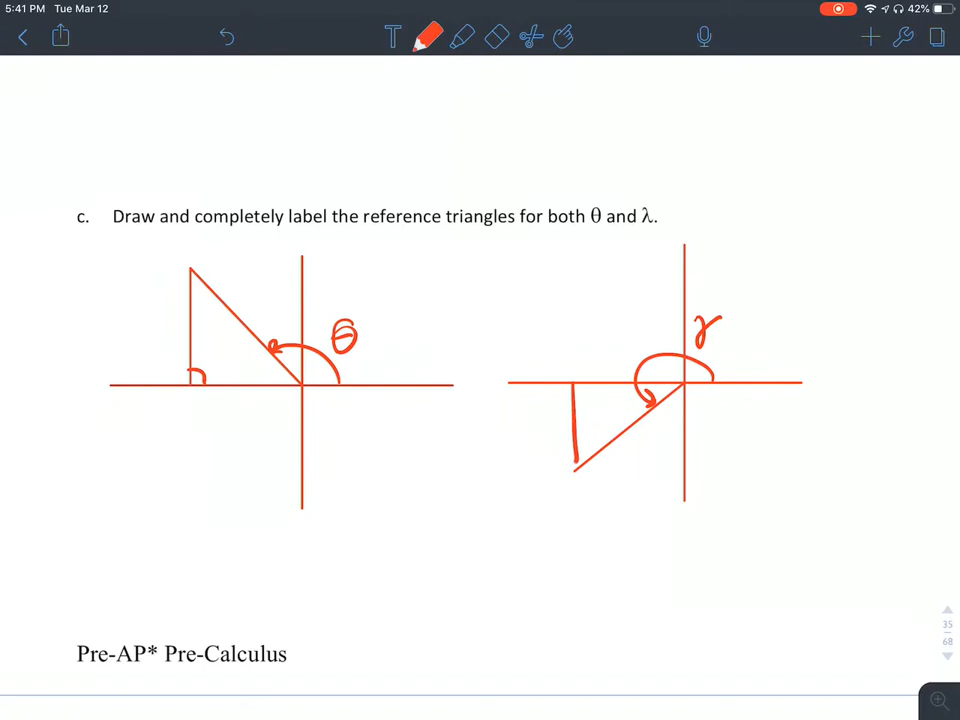 5:41 PM Tue Mar 12 42%
T
c. Draw and completely label the reference triangles for both θ and λ.
θ
γ
35
68
Pre-AP* Pre-Calculus